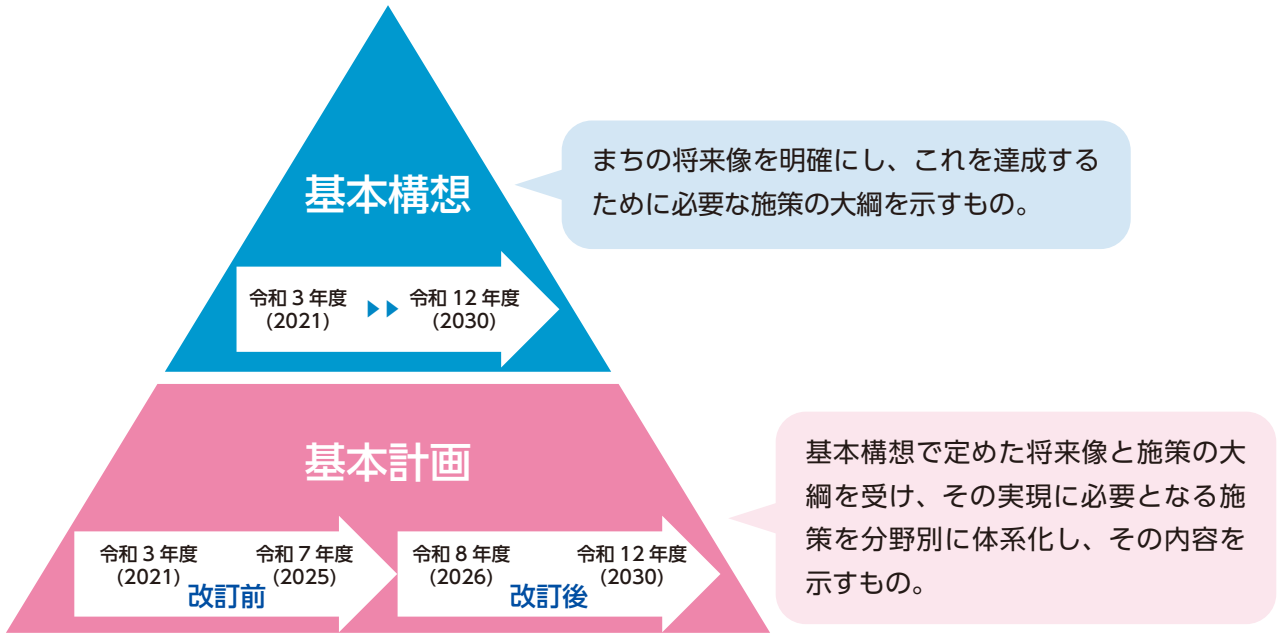 基本構想
まちの将来像を明確にし、これを達成する
ために必要な施策の大綱を示すもの。
令和 3 年度 令和 12 年度
(2021) (2030)
基本計画
基本構想で定めた将来像と施策の大
綱を受け、その実現に必要となる施
策を分野別に体系化し、その内容を
示すもの。
令和 3 年度 令和 7 年度
(2021) (2025)
改訂前
令和 8 年度 令和 12 年度
(2026) (2030)
改訂後